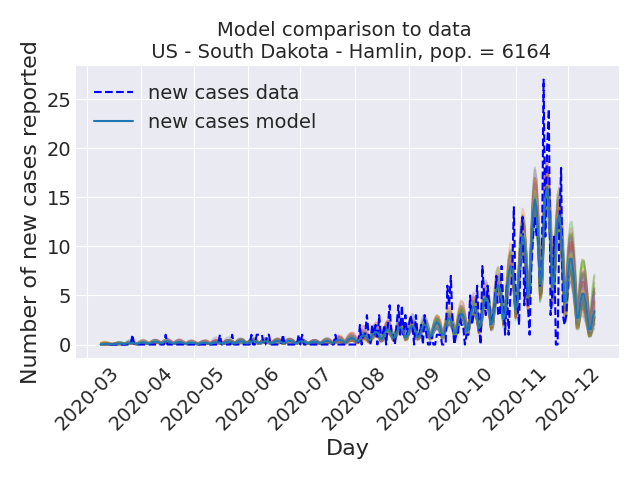 Model comparison to data
US - South Dakota - Hamlin, pop. = 6164
Number of new cases reported
25
20
15
10
5
0
new cases data
new cases model
2020-03
2020-04
2020-05
2020-06
2020-07
2020-08
2020-09
2020-10
2020-11
2020-12
Day